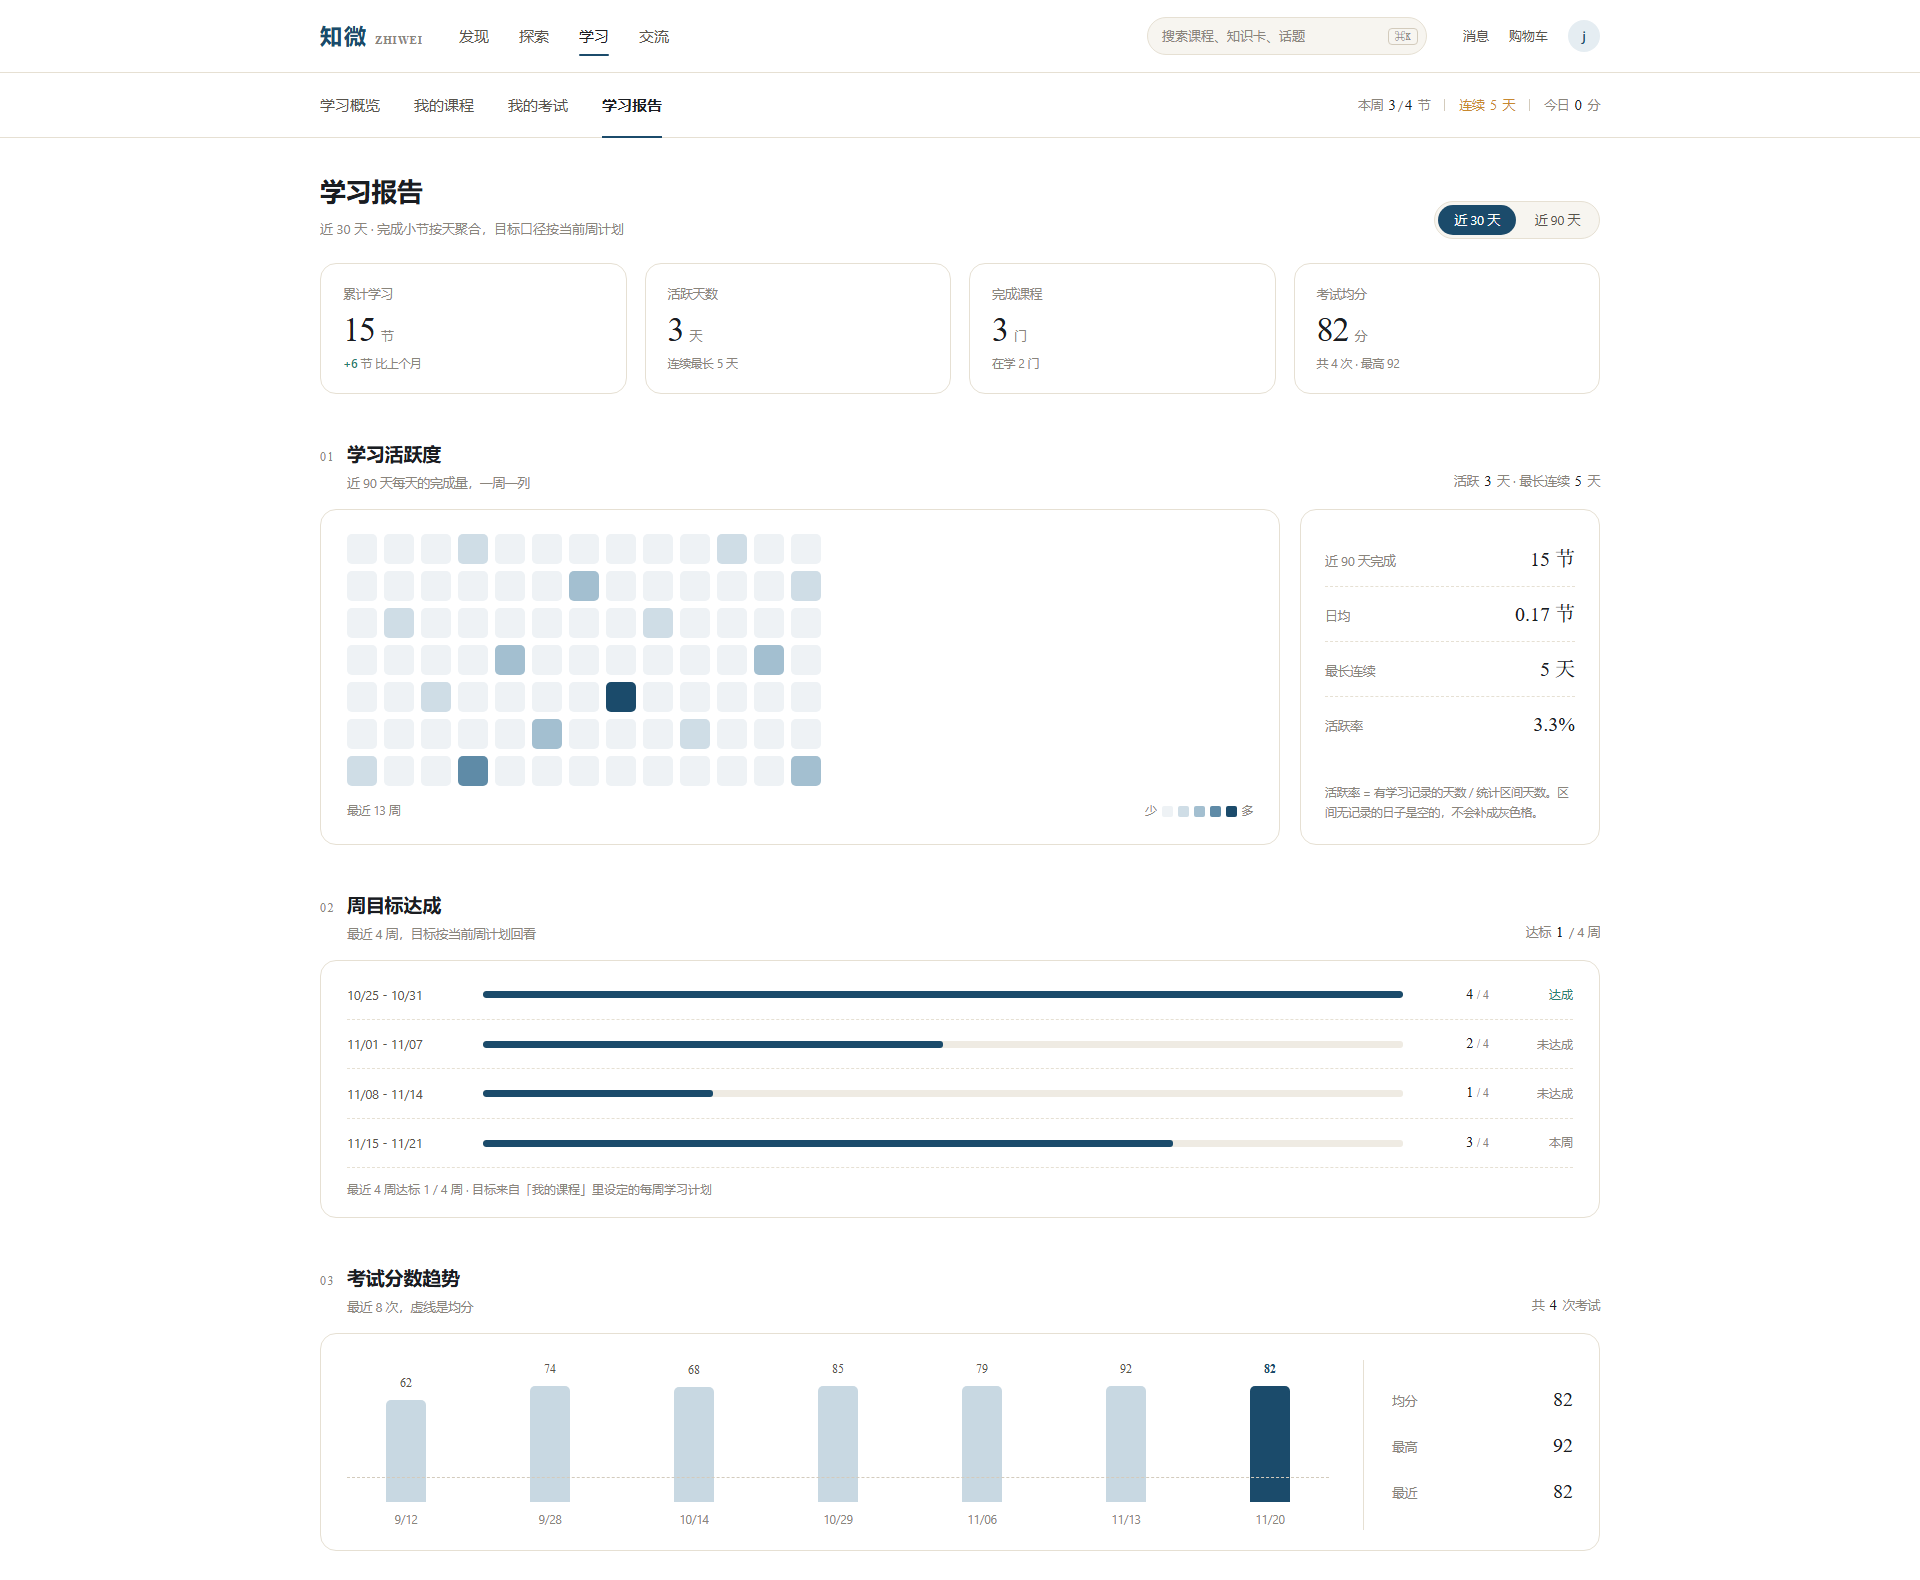 知微 ZHIWEI 发现 探索 学习 交流 搜索课程、知识卡、话题 ⌘K 消息 购物车 j
学习概览 我的课程 我的考试 学习报告 本周 3/4 节 连续 5 天 今日 0 分
学习报告
近 30 天 · 完成小节按天聚合，目标口径按当前周计划
近 30 天 近 90 天
累计学习 活跃天数 完成课程 考试均分
15 节 3 天 3 门 82 分
+6 节 比上个月 连续最长 5 天 在学 2 门 共 4 次 · 最高 92
01 学习活跃度
近 90 天每天的完成量，一周一列 活跃 3 天 · 最长连续 5 天
近 90 天完成 15 节
日均 0.17 节
最长连续 5 天
活跃率 3.3%
活跃率 = 有学习记录的天数 / 统计区间天数。区
间无记录的日子是空的，不会补成灰色格。
最近 13 周 少 多
02 周目标达成
最近 4 周，目标按当前周计划回看 达标 1 / 4 周
10/25 - 10/31 4 / 4 达成
11/01 - 11/07 2 / 4 未达成
11/08 - 11/14 1 / 4 未达成
11/15 - 11/21 3 / 4 本周
最近 4 周达标 1 / 4 周 · 目标来自「我的课程」里设定的每周学习计划
03 考试分数趋势
最近 8 次，虚线是均分 共 4 次考试
62 74 68 85 79 92 82
9/12 9/28 10/14 10/29 11/06 11/13 11/20
均分 82
最高 92
最近 82